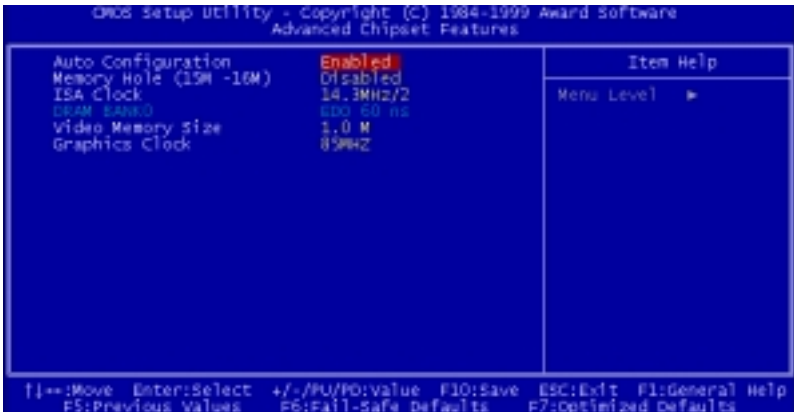 CMOS Setup Utility - Copyright (C) 1984-1999 Award Software
Advanced Chipset Features
Auto Configuration Enabled
Memory Hole (15M -16M) Disabled
ISA Clock 14.3MHz/2
DRAM BANK0 EDO 60 ns
Video Memory Size 1.0 M
Graphics Clock 85MHZ
Item Help
Menu Level ►
↑↓→←:Move Enter:Select +/-/PU/PD:Value F10:Save ESC:Exit F1:General Help
F5:Previous Values F6:Fail-Safe Defaults F7:Optimized Defaults